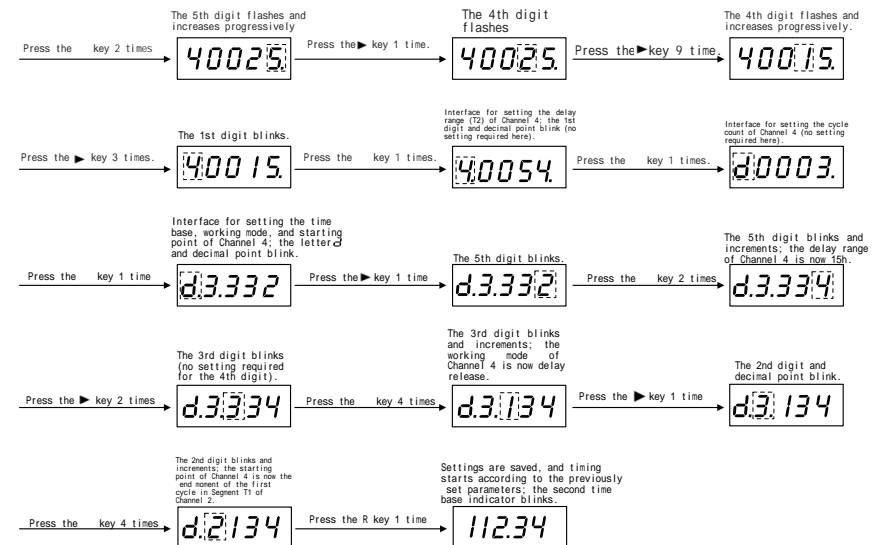 The 5th digit flashes and
increases progressively
Press the key 2 times
40025.
Press the▶ key 1 time.
The 4th digit
flashes
40025.
Press the▶key 9 time.
The 4th digit flashes and
increases progressively.
40015.
Press the ▶ key 3 times.
The 1st digit blinks.
40015.
Press the key 1 times.
Interface for setting the delay
range (T2) of Channel 4; the 1st
digit and decimal point blink (no
setting required here).
4.0054.
Press the key 1 times.
Interface for setting the cycle
count of Channel 4 (no setting
required here).
d0003.
Press the key 1 time
Interface for setting the time
base, working mode, and starting
point of Channel 4; the letter d
and decimal point blink.
d.3.332
Press the▶ key 1 time
The 5th digit blinks.
d.3.332
Press the key 2 times
The 5th digit blinks and
increments; the delay range
of Channel 4 is now 15h.
d.3.334
Press the ▶ key 2 times
The 3rd digit blinks
(no setting required
for the 4th digit).
d.3.334
Press the key 4 times
The 3rd digit blinks
and increments; the
working mode of
Channel 4 is now delay
release.
d.3.134
Press the ▶ key 1 time
The 2nd digit and
decimal point blink.
d.3.134
Press the key 4 times
The 2nd digit blinks and
increments; the starting
point of Channel 4 is now the
end moment of the first
cycle in Segment T1 of
Channel 2.
d.2.134
Press the R key 1 time
Settings are saved, and timing
starts according to the previously
set parameters; the second time
base indicator blinks.
112.34